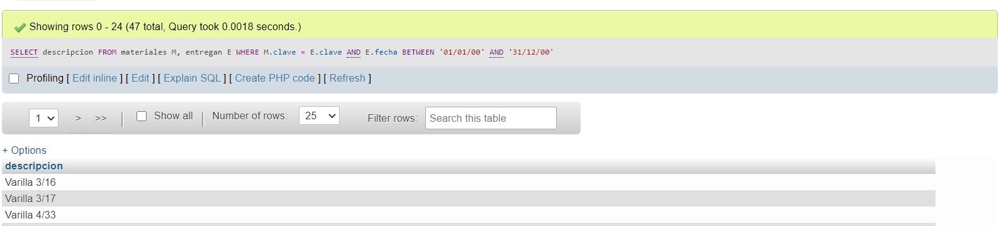 Showing rows 0 - 24 (47 total, Query took 0.0018 seconds.)
SELECT descripcion FROM materiales M, entregan E WHERE M.clave = E.clave AND E.fecha BETWEEN '01/01/00' AND '31/12/00'
Profiling [ Edit inline ] [ Edit ] [ Explain SQL ] [ Create PHP code ] [ Refresh ]
1 > >> | Show all | Number of rows: 25 Filter rows: Search this table
+ Options
descripcion
Varilla 3/16
Varilla 3/17
Varilla 4/33